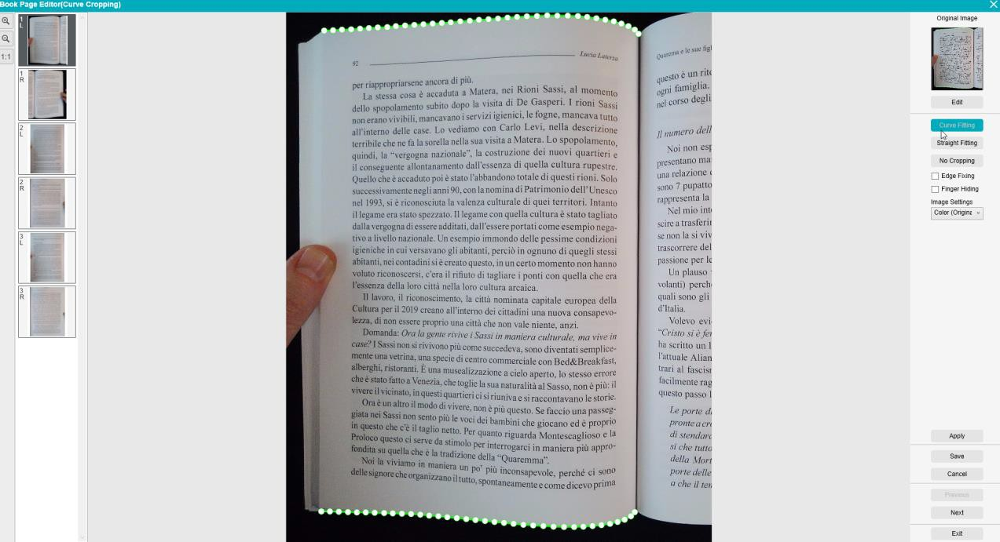 Book Page Editor(Curve Cropping)
1:1
1
L
1
R
2
L
2
R
3
L
3
R
92
Lucia Laterza
per riappropriarsene ancora di più.
La stessa cosa è accaduta a Matera, nei Rioni Sassi, al momento
dello spopolamento subito dopo la visita di De Gasperi. I rioni Sassi
non erano vivibili, mancavano i servizi igienici, le fogne, mancava tutto
all'interno delle case. Lo vediamo con Carlo Levi, nella descrizione
terribile che ne fa la sorella nella sua visita a Matera. Lo spopolamento,
quindi, la “vergogna nazionale”, la costruzione dei nuovi quartieri e
il conseguente allontanamento dall'essenza di quella cultura rupestre.
Quello che è accaduto poi è stato l'abbandono totale di questi rioni. Solo
successivamente negli anni 90, con la nomina di Patrimonio dell'Unesco
nel 1993, si è riconosciuta la valenza culturale di quei territori. Intanto
il legame era stato spezzato. Il legame con quella cultura è stato tagliato
dalla vergogna di essere additati, dall'essere portati come esempio nega-
tivo a livello nazionale. Un esempio immondo delle pessime condizioni
igieniche in cui versavano gli abitanti, perciò in ognuno di quegli stessi
abitanti, nei contadini si è creato questo, in un certo momento non hanno
voluto riconoscersi, c'era il rifiuto di tagliare i ponti con quella che era
l'essenza della loro città nella loro cultura arcaica.
Il lavoro, il riconoscimento, la città nominata capitale europea della
Cultura per il 2019 creano all'interno dei cittadini una nuova consapevo-
lezza, di non essere proprio una città che non vale niente, anzi.
Domanda: Ora la gente rivive i Sassi in maniera culturale, ma vive in
case? I Sassi non si rivivono più come succedeva, sono diventati semplice-
mente una vetrina, una specie di centro commerciale con Bed&Breakfast,
alberghi, ristoranti. È una musealizzazione a cielo aperto, lo stesso errore
che è stato fatto a Venezia, che toglie la sua naturalità al Sasso, non è più: il
vivere il vicinato, in questi quartieri ci si riuniva e si raccontavano le storie.
Ora è un altro il modo di vivere, non è più questo. Se faccio una passeg-
giata nei Sassi non sento più le voci dei bambini che giocano ed è proprio
in questo che c'è il taglio netto. Per quanto riguarda Montescaglioso e la
Proloco questo ci serve da stimolo per interrogarci in maniera più appro-
fondita su quella che è la tradizione della “Quaremma”.
Noi la viviamo in maniera un po' più inconsapevole, perché ci sono
delle signore che organizzano il tutto, spontaneamente e come dicevo prima
Quarema e le sue figl
questo è un rito
ogni famiglia.
nel corso degli
Il numero dell
Noi non esp
presentano ma
una relazione
sono 7 pupatto
rappresenta la
Nel mio int
scire a trasferir
se non la si viv
trascorrere del
passione per le
Un plauso
volanti) perch
quali sono gli
d'Italia.
Volevo evi
“Cristo si è fer
ha scritto un l
l'attuale Alian
trari al fascisr
facilmente rag
questo passo l
Le porte di
pronte a cr
di stendara
si che tutto
della Mort
porte delle
a che il ten
Original Image
Edit
Curve Fitting
Straight Fitting
No Cropping
Edge Fixing
Finger Hiding
Image Settings
Color (Origina
Apply
Save
Cancel
Previous
Next
Exit